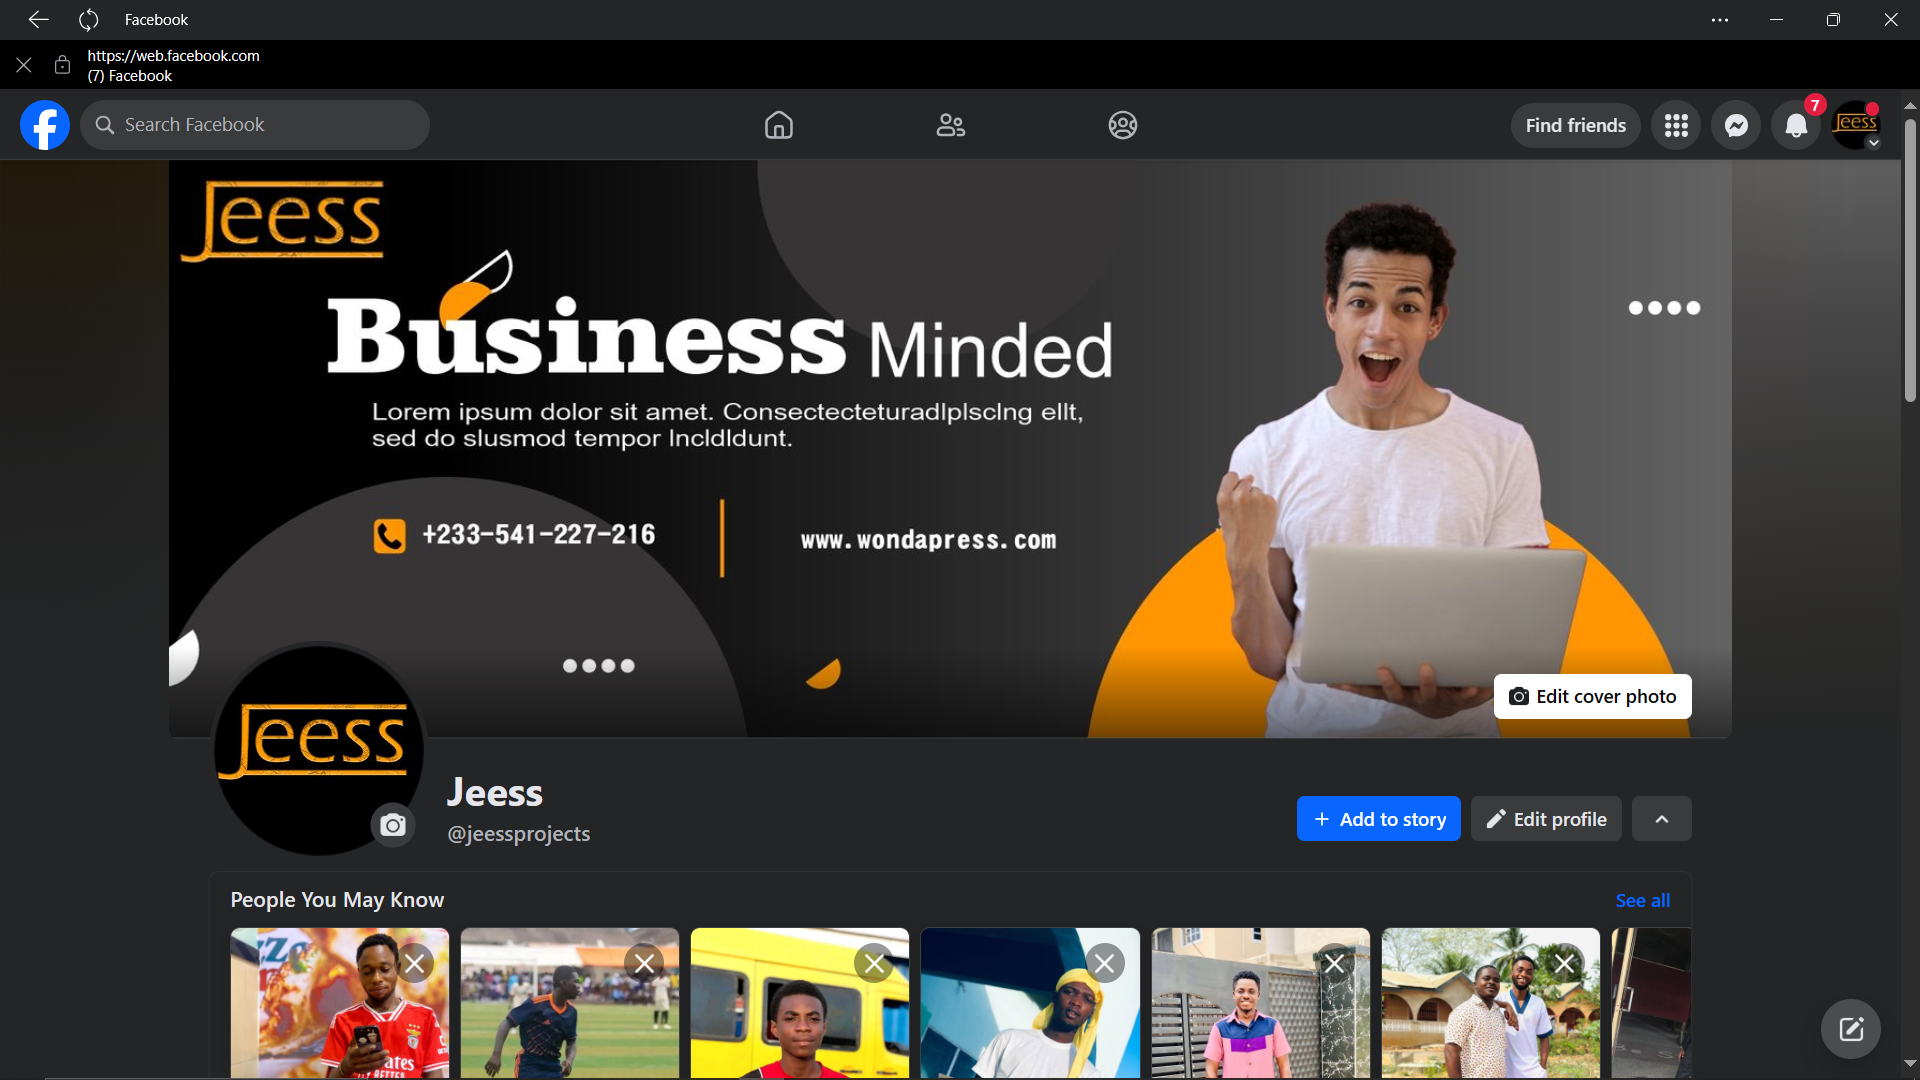 Facebook
https://web.facebook.com
(7) Facebook
Search Facebook
Find friends
7
Jeess
Jeess
Business Minded
Lorem ipsum dolor sit amet. Consectecteturadlplsclng ellt,
sed do slusmod tempor lncldldunt.
+233-541-227-216
www.wondapress.com
Edit cover photo
Jeess
Jeess
@jeessprojects
+ Add to story
Edit profile
People You May Know
See all